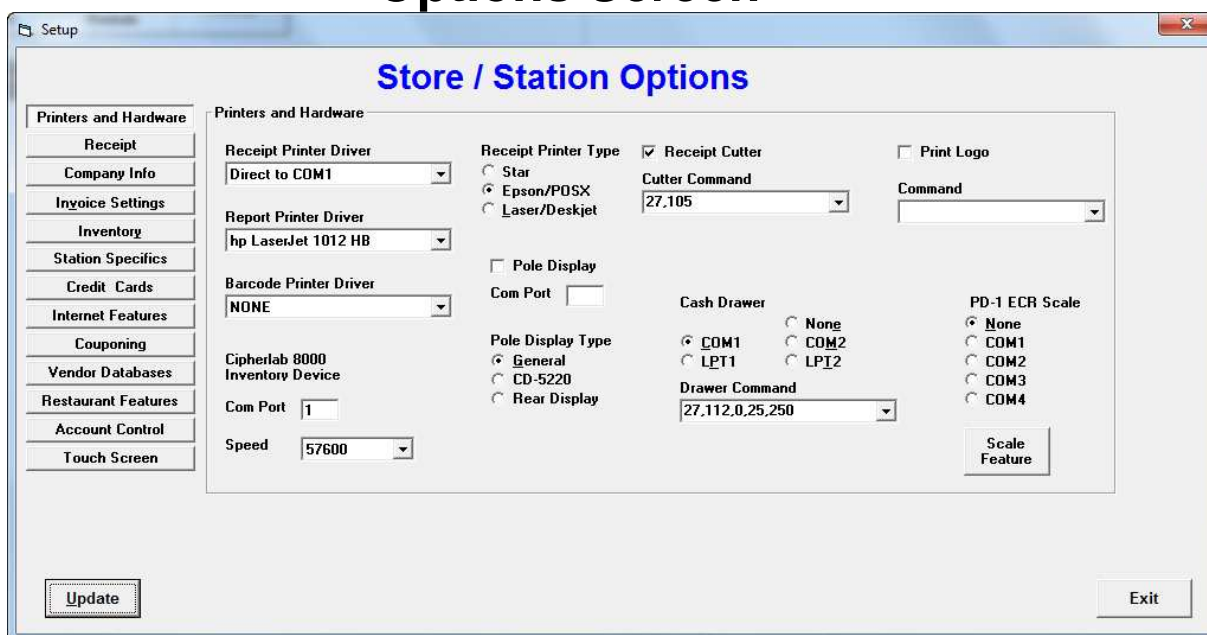 Options Screen
Setup
Store / Station Options
Printers and Hardware
Receipt
Company Info
Invoice Settings
Inventory
Station Specifics
Credit Cards
Internet Features
Couponing
Vendor Databases
Restaurant Features
Account Control
Touch Screen
Printers and Hardware
Receipt Printer Driver
Direct to COM1
Report Printer Driver
hp LaserJet 1012 HB
Barcode Printer Driver
NONE
Cipherlab 8000
Inventory Device
Com Port 1
Speed 57600
Receipt Printer Type
Star
Epson/POSX
Laser/Deskjet
Pole Display
Com Port
Pole Display Type
General
CD-5220
Rear Display
Receipt Cutter
Cutter Command
27,105
Print Logo
Command
Cash Drawer
None
COM1 COM2
LPT1 LPT2
Drawer Command
27,112,0,25,250
PD-1 ECR Scale
None
COM1
COM2
COM3
COM4
Scale
Feature
Update
Exit